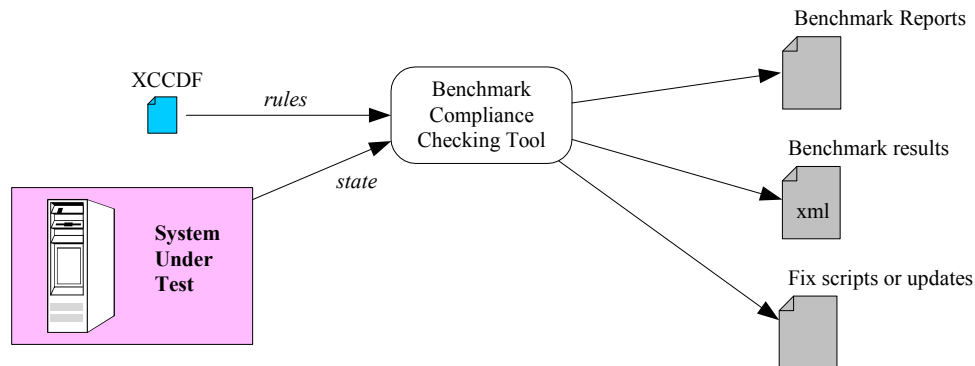 Benchmark Reports
XCCDF
rules
Benchmark
Compliance
Checking Tool
Benchmark results
xml
state
System
Under
Test
Fix scripts or updates